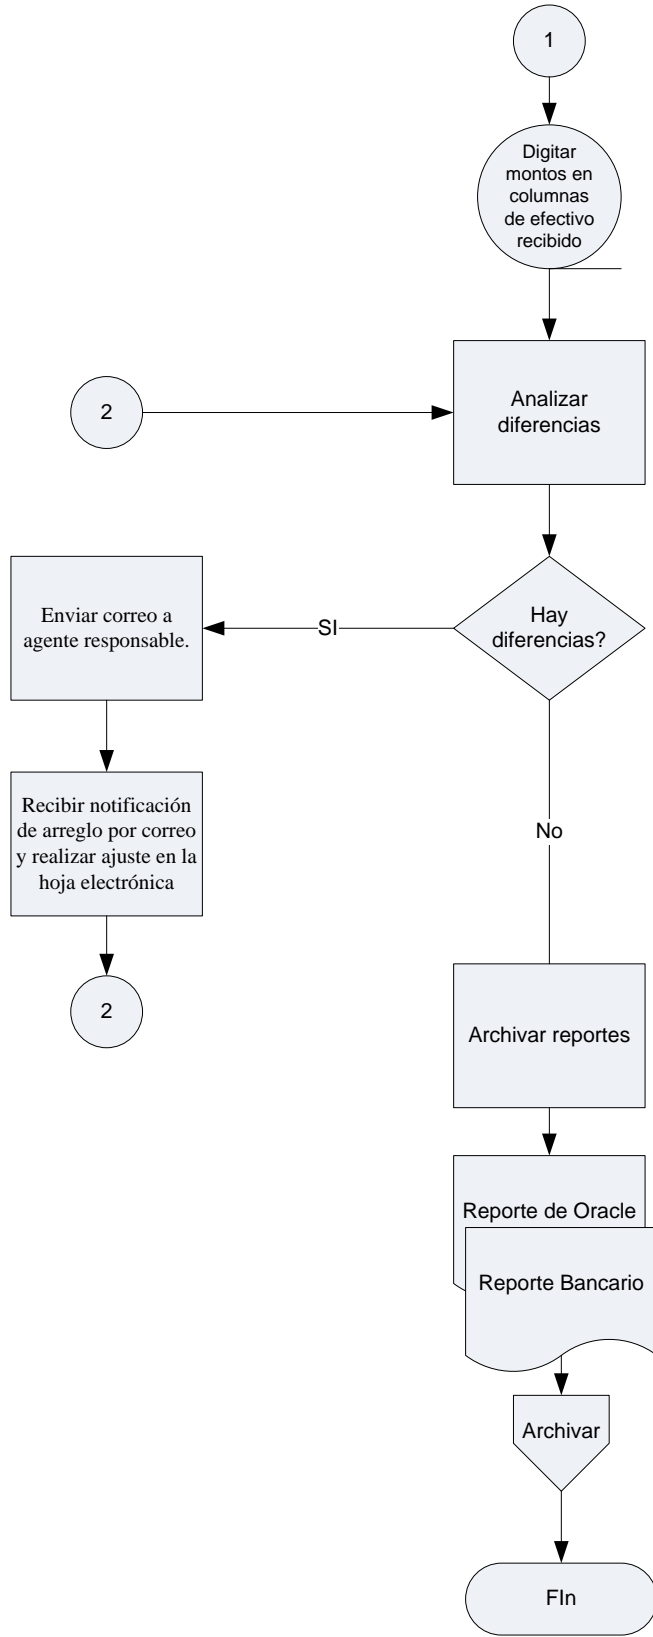 1
Digitar
montos en
columnas
de efectivo
recibido
2
Analizar
diferencias
Enviar correo a
agente responsable.
SI
Hay
diferencias?
Recibir notificación
de arreglo por correo
y realizar ajuste en la
hoja electrónica
No
2
Archivar reportes
Reporte de Oracle
Reporte Bancario
Archivar
FIn